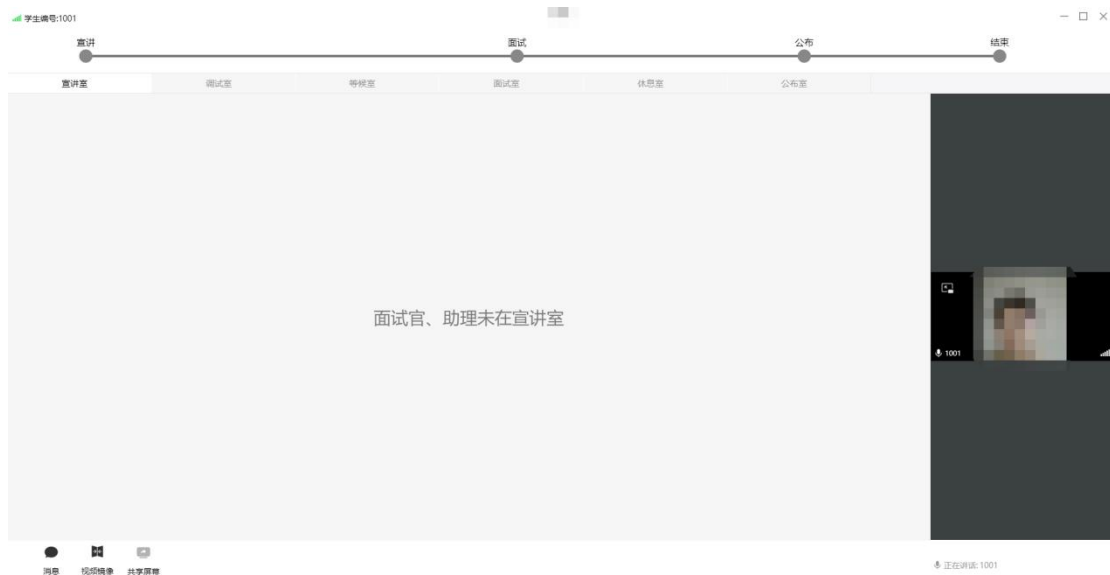 学生编号:1001
宣讲 面试 公布 结束
宣讲室 调试室 等候室 面试室 休息室 公布室
面试官、助理未在宣讲室
1001
消息 视频镜像 共享屏幕
正在讲话: 1001